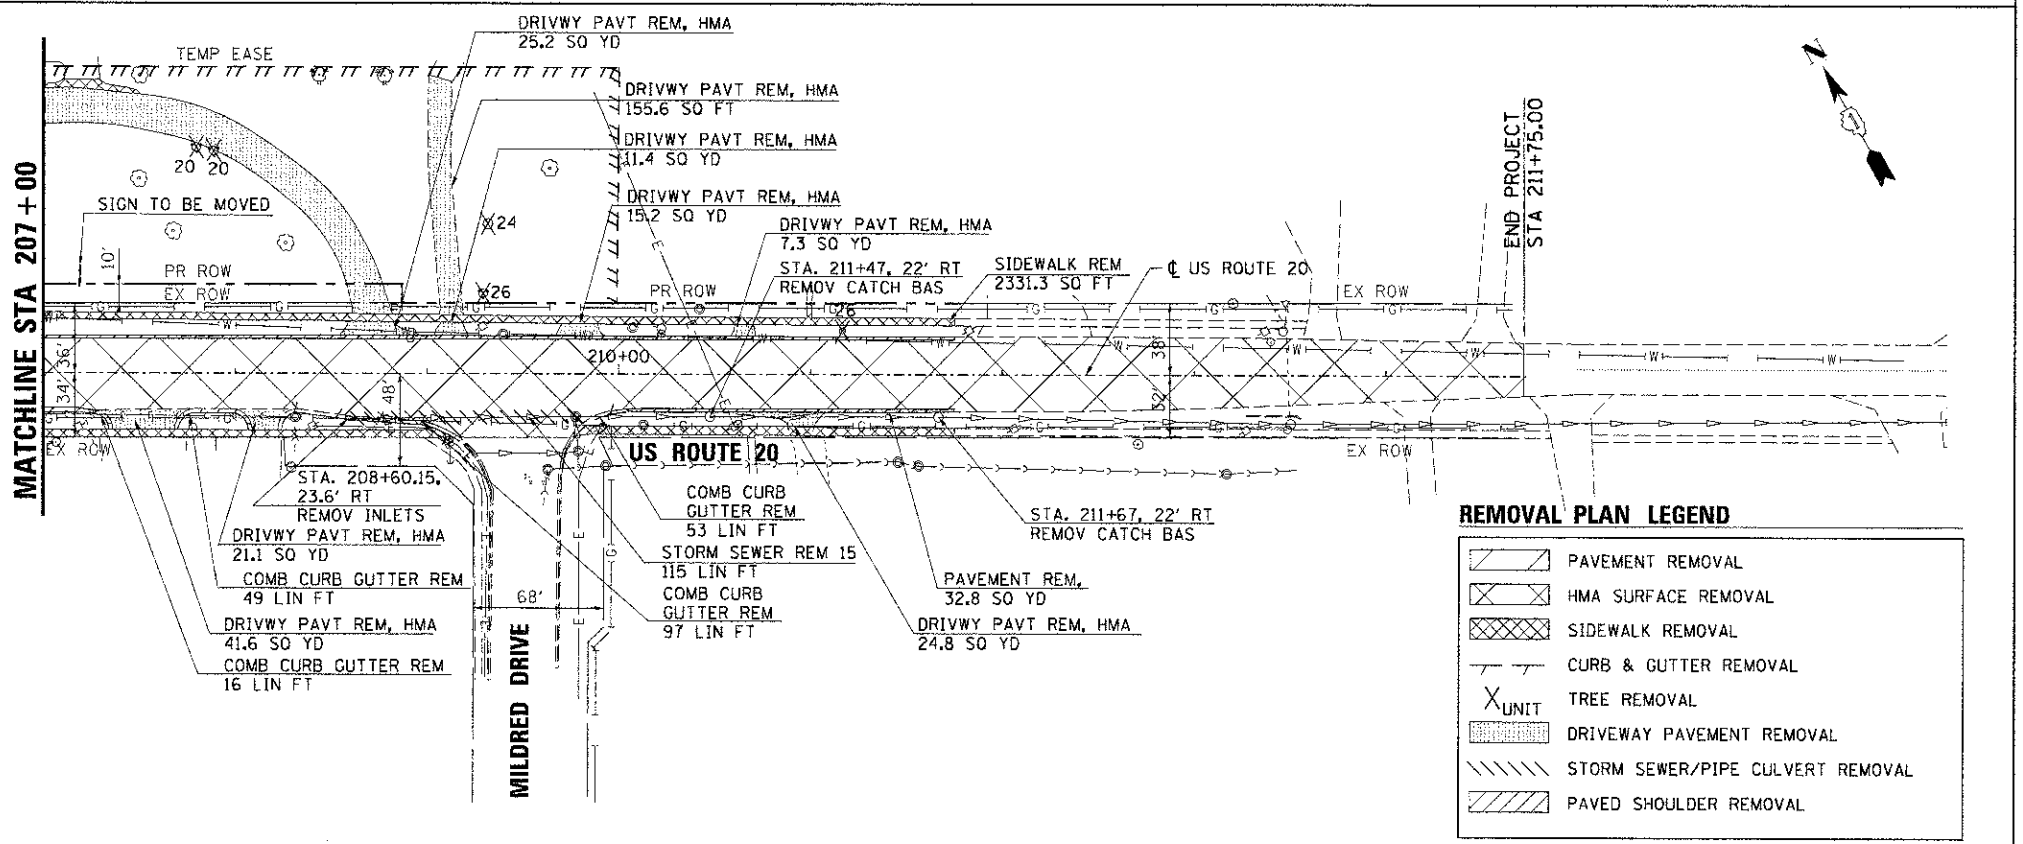 DRIVWY PAVT REM, HMA
25.2 SQ YD
TEMP EASE
DRIVWY PAVT REM, HMA
155.6 SQ FT
DRIVWY PAVT REM, HMA
11.4 SQ YD
DRIVWY PAVT REM, HMA
15.2 SQ YD
DRIVWY PAVT REM, HMA
7.3 SQ YD
STA. 211+47, 22' RT
REMOV CATCH BAS
SIDEWALK REM
2331.3 SQ FT
℄ US ROUTE 20
END PROJECT
STA 211+75.00
N
MATCHLINE STA 207+00
20
20
24
26
26
SIGN TO BE MOVED
10'
PR ROW
EX ROW
PR ROW
EX ROW
210+00
36'
34'
48'
38'
32'
EX ROW
EX ROW
US ROUTE 20
STA. 208+60.15,
23.6' RT
REMOV INLETS
DRIVWY PAVT REM, HMA
21.1 SQ YD
COMB CURB GUTTER REM
49 LIN FT
DRIVWY PAVT REM, HMA
41.6 SQ YD
COMB CURB GUTTER REM
16 LIN FT
COMB CURB
GUTTER REM
53 LIN FT
STORM SEWER REM 15
115 LIN FT
COMB CURB
GUTTER REM
97 LIN FT
68'
MILDRED DRIVE
STA. 211+67, 22' RT
REMOV CATCH BAS
PAVEMENT REM,
32.8 SQ YD
DRIVWY PAVT REM, HMA
24.8 SQ YD
REMOVAL PLAN LEGEND
PAVEMENT REMOVAL
HMA SURFACE REMOVAL
SIDEWALK REMOVAL
CURB & GUTTER REMOVAL
X UNIT TREE REMOVAL
DRIVEWAY PAVEMENT REMOVAL
STORM SEWER/PIPE CULVERT REMOVAL
PAVED SHOULDER REMOVAL